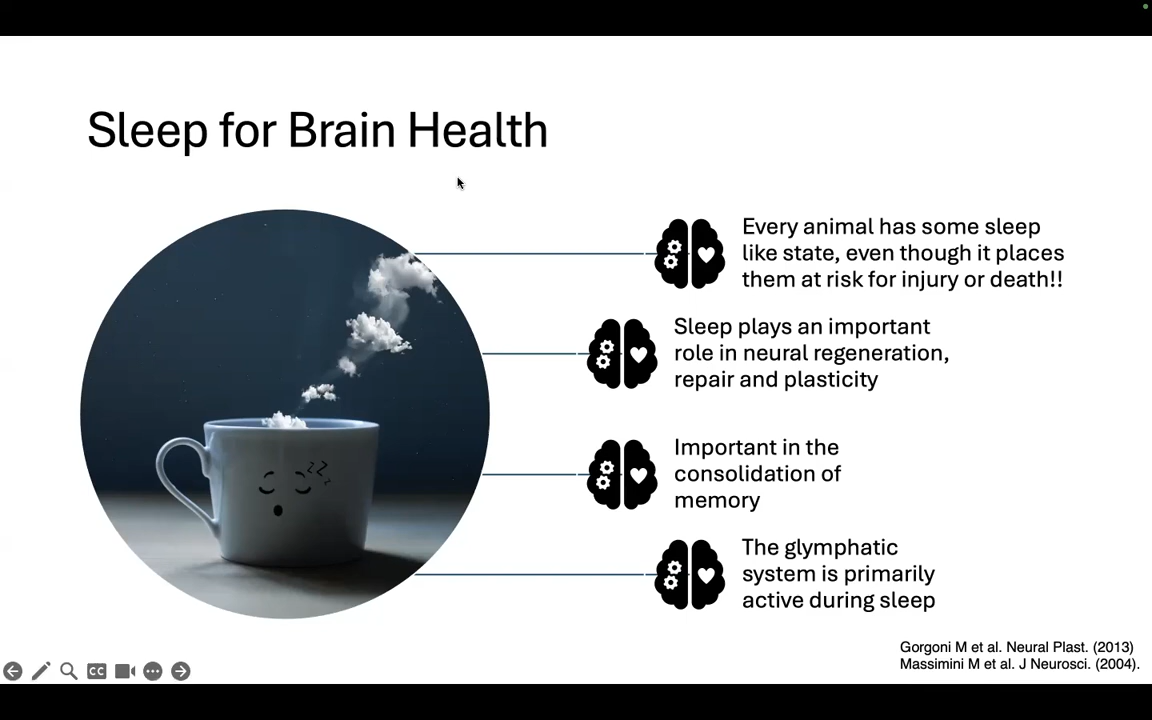 Sleep for Brain Health
Every animal has some sleep
like state, even though it places
them at risk for injury or death!!
Sleep plays an important
role in neural regeneration,
repair and plasticity
Important in the
consolidation of
memory
The glymphatic
system is primarily
active during sleep
zzz
Gorgoni M et al. Neural Plast. (2013)
Massimini M et al. J Neurosci. (2004).
CC